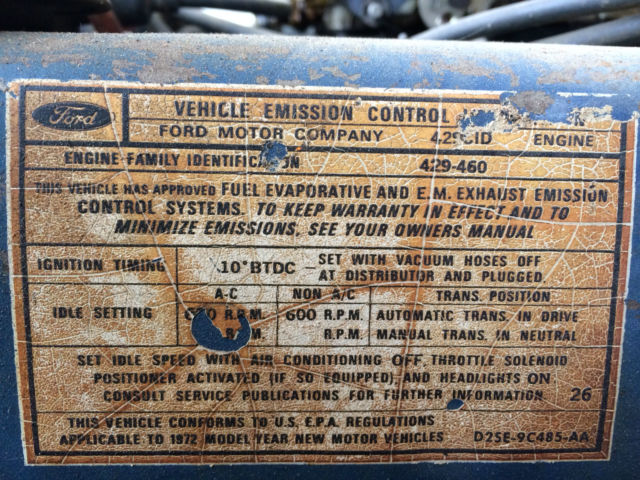 Ford
VEHICLE EMISSION CONTROL
FORD MOTOR COMPANY 429CID ENGINE
ENGINE FAMILY IDENTIFICATION 429-460
THIS VEHICLE HAS APPROVED FUEL EVAPORATIVE AND E.M. EXHAUST EMISSION
CONTROL SYSTEMS. TO KEEP WARRANTY IN EFFECT AND TO
MINIMIZE EMISSIONS, SEE YOUR OWNERS MANUAL
IGNITION TIMING 10° BTDC - SET WITH VACUUM HOSES OFF
AT DISTRIBUTOR AND PLUGGED
A-C NON A/C TRANS. POSITION
IDLE SETTING R.P.M. 600 R.P.M. AUTOMATIC TRANS. IN DRIVE
R.P.M. R.P.M. MANUAL TRANS. IN NEUTRAL
SET IDLE SPEED WITH AIR CONDITIONING OFF, THROTTLE SOLENOID
POSITIONER ACTIVATED (IF SO EQUIPPED) AND HEADLIGHTS ON
CONSULT SERVICE PUBLICATIONS FOR FURTHER INFORMATION 26
THIS VEHICLE CONFORMS TO U.S. E.P.A. REGULATIONS
APPLICABLE TO 1972 MODEL YEAR NEW MOTOR VEHICLES D2SE-9C485-AA